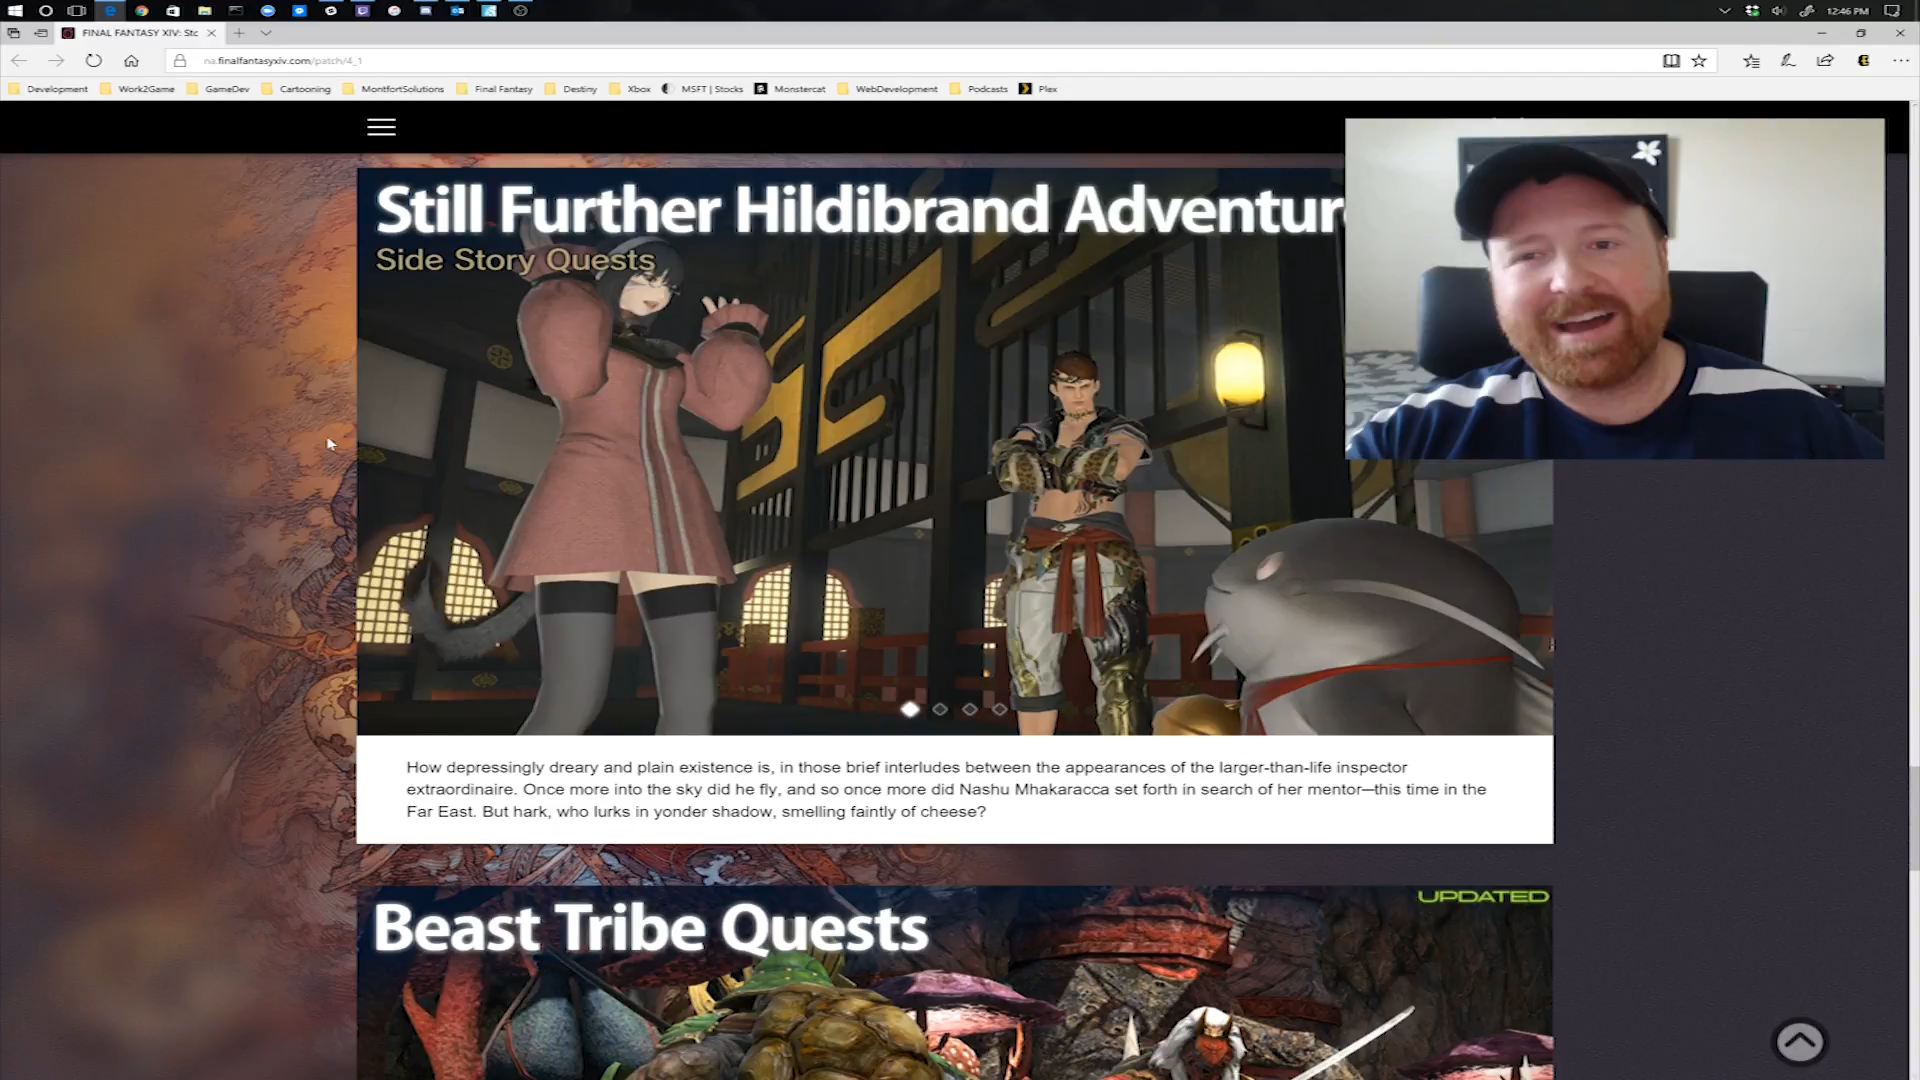 12:46 PM
FINAL FANTASY XIV: Stc
na.finalfantasyxiv.com/patch/4_1
Development Work2Game GameDev Cartooning MontfortSolutions Final Fantasy Destiny Xbox MSFT | Stocks Monstercat WebDevelopment Podcasts Plex
Still Further Hildibrand Adventur
Side Story Quests
How depressingly dreary and plain existence is, in those brief interludes between the appearances of the larger-than-life inspector
extraordinaire. Once more into the sky did he fly, and so once more did Nashu Mhakaracca set forth in search of her mentor—this time in the
Far East. But hark, who lurks in yonder shadow, smelling faintly of cheese?
UPDATED
Beast Tribe Quests